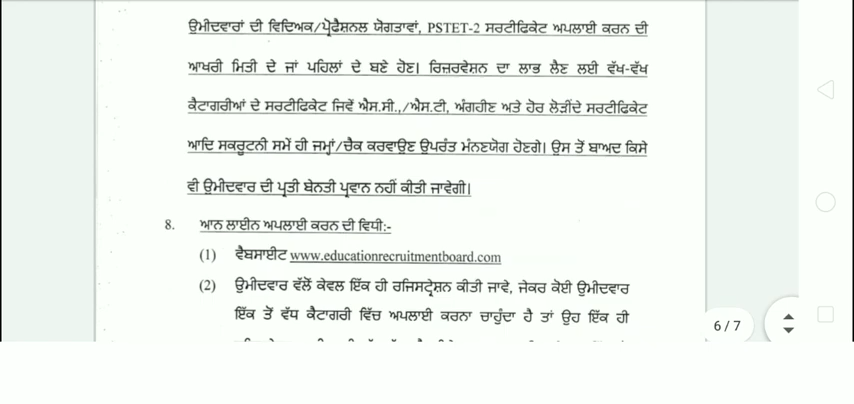 ਉਮੀਦਵਾਰਾਂ ਦੀ ਵਿਦਿਅਕ/ਪ੍ਰੋਫੈਸ਼ਨਲ ਯੋਗਤਾਵਾਂ, PSTET-2 ਸਰਟੀਫਿਕੇਟ ਅਪਲਾਈ ਕਰਨ ਦੀ
ਆਖਰੀ ਮਿਤੀ ਦੇ ਜਾਂ ਪਹਿਲਾਂ ਦੇ ਬਣੇ ਹੋਣ। ਰਿਜ਼ਰਵੇਸ਼ਨ ਦਾ ਲਾਭ ਲੈਣ ਲਈ ਵੱਖ-ਵੱਖ
ਕੈਟਾਗਰੀਆਂ ਦੇ ਸਰਟੀਫਿਕੇਟ ਜਿਵੇਂ ਐਸ.ਸੀ.,/ਐਸ.ਟੀ, ਅੰਗਹੀਣ ਅਤੇ ਹੋਰ ਲੋੜੀਂਦੇ ਸਰਟੀਫਿਕੇਟ
ਆਦਿ ਸਕਰੂਟਨੀ ਸਮੇਂ ਹੀ ਜਮ੍ਹਾਂ/ਚੈਕ ਕਰਵਾਉਣ ਉਪਰੰਤ ਮੰਨਣਯੋਗ ਹੋਣਗੇ। ਉਸ ਤੋਂ ਬਾਅਦ ਕਿਸੇ
ਵੀ ਉਮੀਦਵਾਰ ਦੀ ਪ੍ਰਤੀ ਬੇਨਤੀ ਪ੍ਰਵਾਨ ਨਹੀਂ ਕੀਤੀ ਜਾਵੇਗੀ।
8. ਆਨ ਲਾਈਨ ਅਪਲਾਈ ਕਰਨ ਦੀ ਵਿਧੀ:-
(1) ਵੈਬਸਾਈਟ www.educationrecruitmentboard.com
(2) ਉਮੀਦਵਾਰ ਵੱਲੋਂ ਕੇਵਲ ਇੱਕ ਹੀ ਰਜਿਸਟ੍ਰੇਸ਼ਨ ਕੀਤੀ ਜਾਵੇ, ਜੇਕਰ ਕੋਈ ਉਮੀਦਵਾਰ
ਇੱਕ ਤੋਂ ਵੱਧ ਕੈਟਾਗਰੀ ਵਿੱਚ ਅਪਲਾਈ ਕਰਨਾ ਚਾਹੁੰਦਾ ਹੈ ਤਾਂ ਉਹ ਇੱਕ ਹੀ
6/7